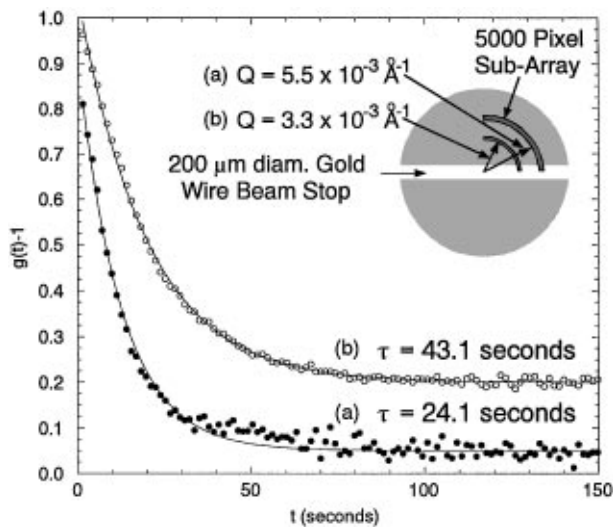 1.0
0.9
0.8
0.7
0.6
0.5
0.4
0.3
0.2
0.1
0.0
g(t)-1
0
50
100
150
t (seconds)
5000 Pixel
Sub-Array
(a) Q = 5.5 x 10⁻³ Å⁻¹
(b) Q = 3.3 x 10⁻³ Å⁻¹
200 μm diam. Gold
Wire Beam Stop
(b) τ = 43.1 seconds
(a) τ = 24.1 seconds